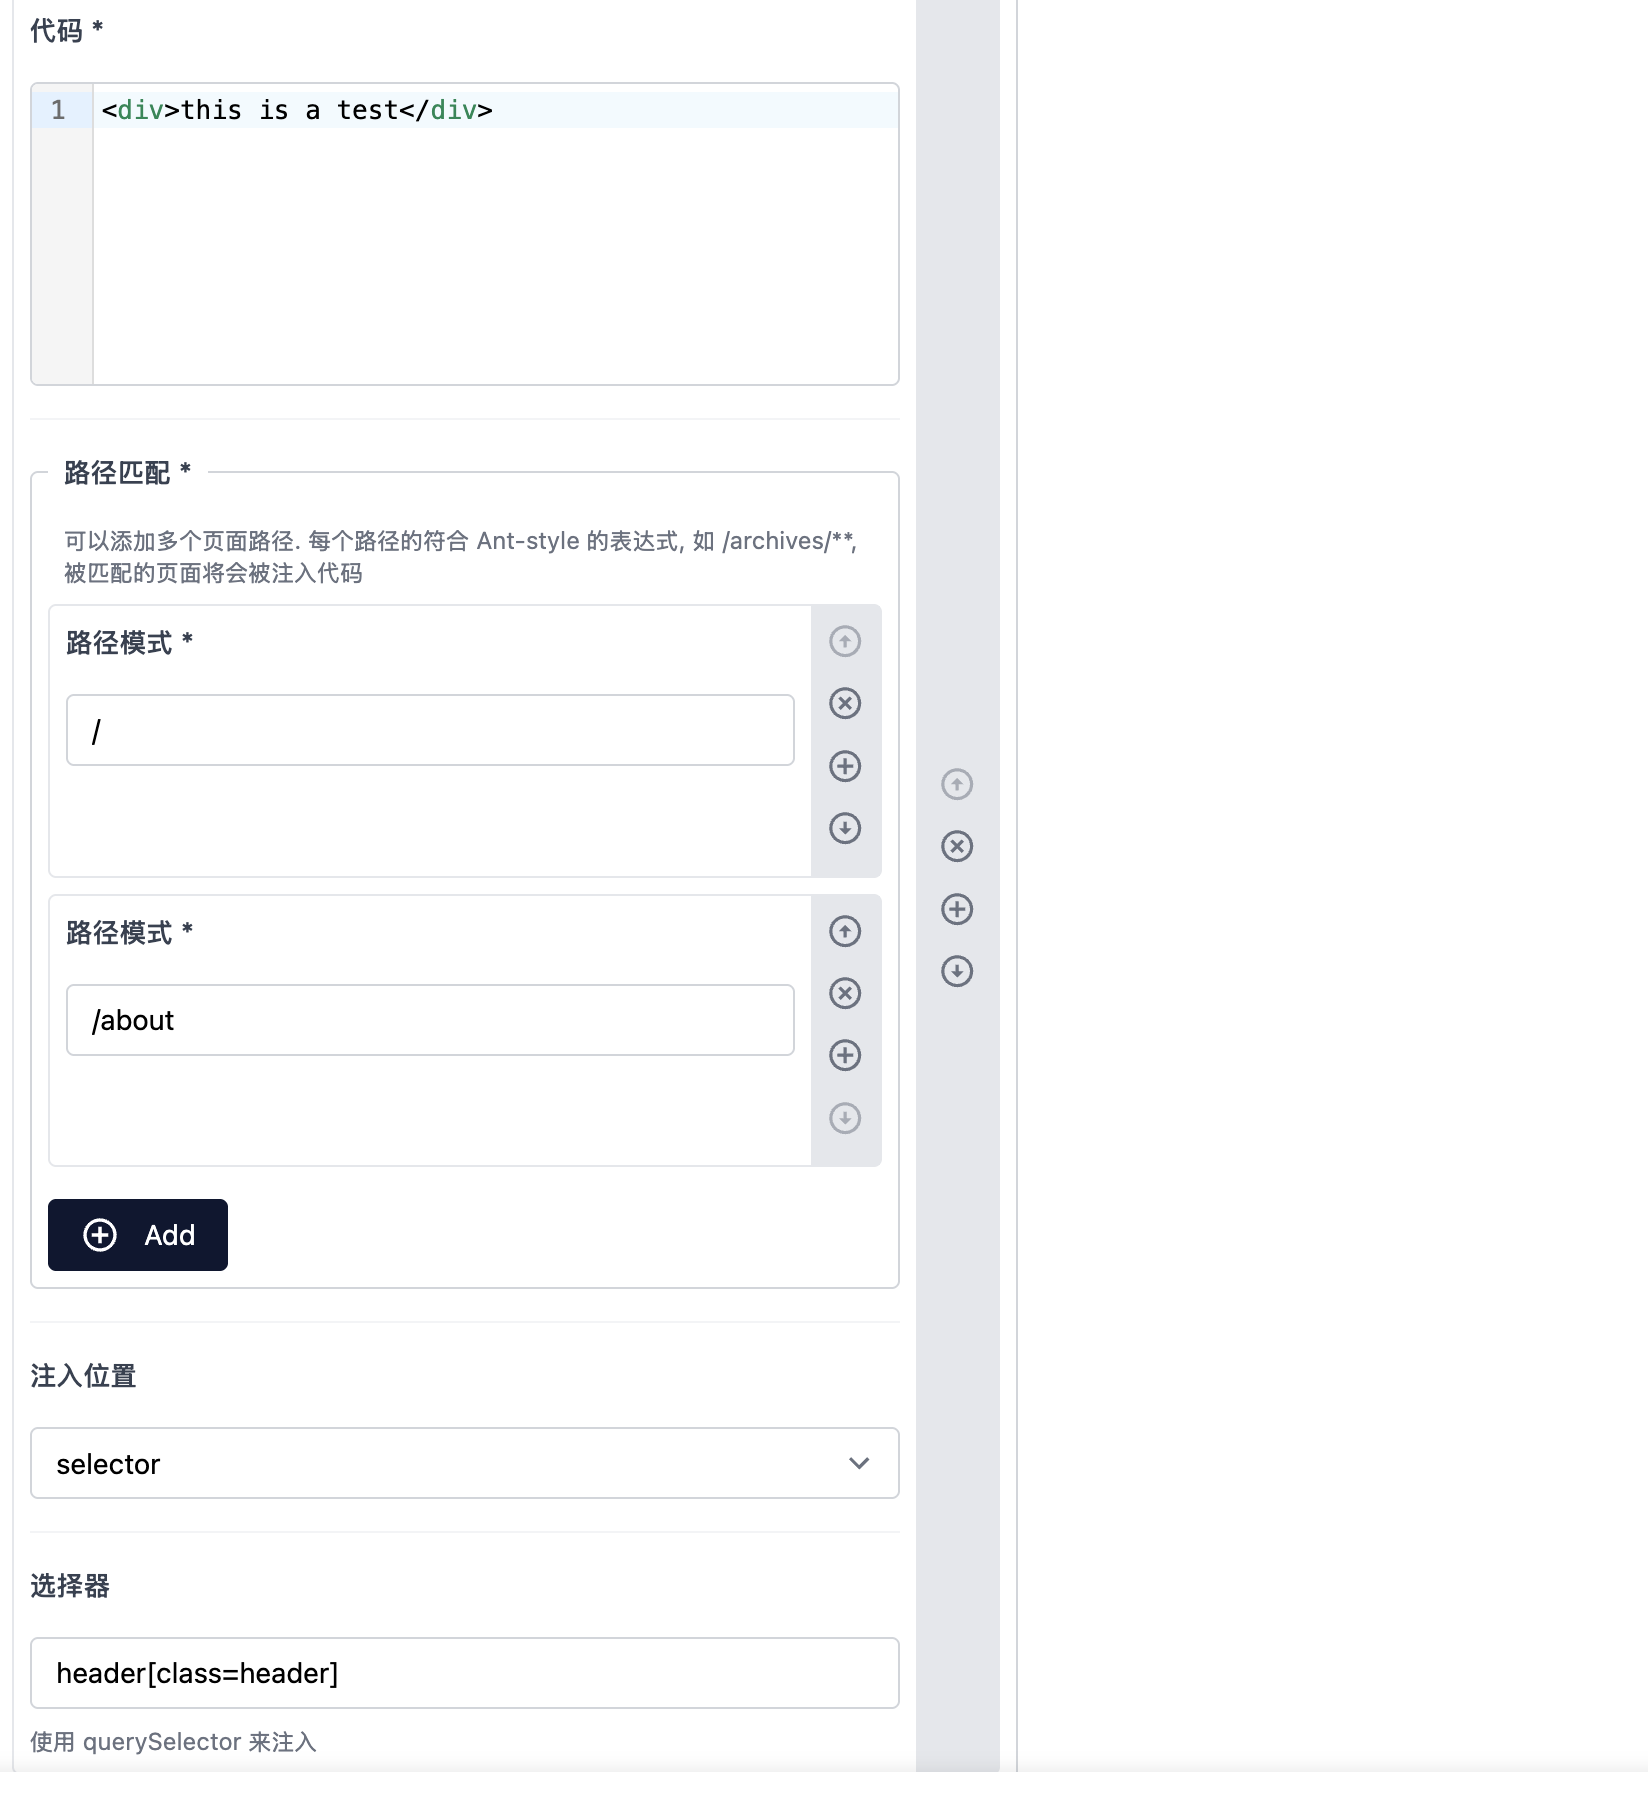 代码 *
1
<div>this is a test</div>
路径匹配 *
可以添加多个页面路径. 每个路径的符合 Ant-style 的表达式, 如 /archives/**,
被匹配的页面将会被注入代码
路径模式 *
/
路径模式 *
/about
Add
注入位置
selector
选择器
header[class=header]
使用 querySelector 来注入